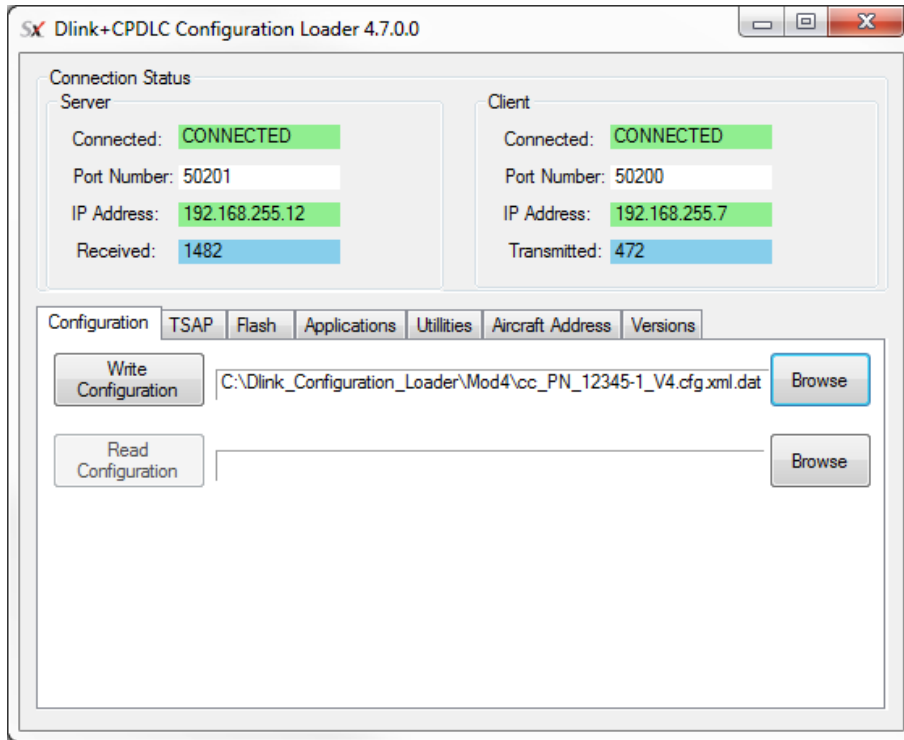 SX Dlink+CPDLC Configuration Loader 4.7.0.0
Connection Status
Server
Connected: CONNECTED
Port Number: 50201
IP Address: 192.168.255.12
Received: 1482
Client
Connected: CONNECTED
Port Number: 50200
IP Address: 192.168.255.7
Transmitted: 472
Configuration TSAP Flash Applications Utillities Aircraft Address Versions
Write
Configuration
C:\Dlink_Configuration_Loader\Mod4\cc_PN_12345-1_V4.cfg.xml.dat
Browse
Read
Configuration
Browse